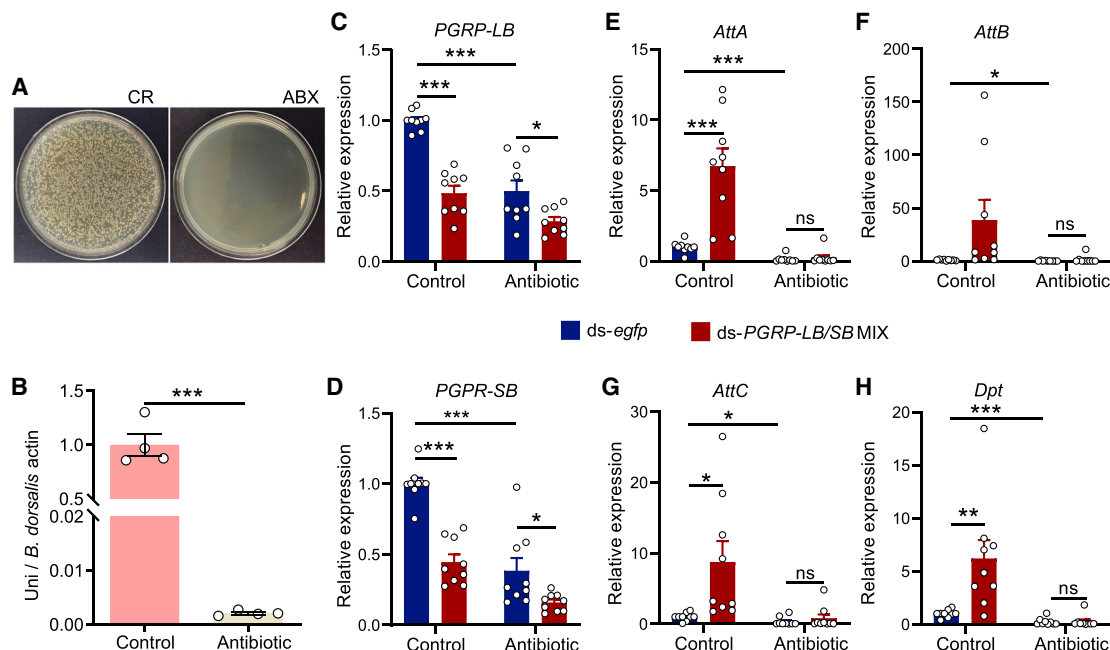 A
CR
ABX
B
***
1.5
1.0
0.5
0.02
0.01
0.00
Uni / B. dorsalis actin
Control
Antibiotic
C
PGRP-LB
***
***
*
1.5
1.0
0.5
0.0
Relative expression
Control
Antibiotic
E
AttA
***
***
ns
15
10
5
0
Relative expression
Control
Antibiotic
F
AttB
*
ns
200
150
100
50
0
Relative expression
Control
Antibiotic
ds-egfp
ds-PGRP-LB/SB MIX
D
PGPR-SB
***
***
*
1.5
1.0
0.5
0.0
Relative expression
Control
Antibiotic
G
AttC
*
*
ns
30
20
10
0
Relative expression
Control
Antibiotic
H
Dpt
***
**
ns
20
15
10
5
0
Relative expression
Control
Antibiotic